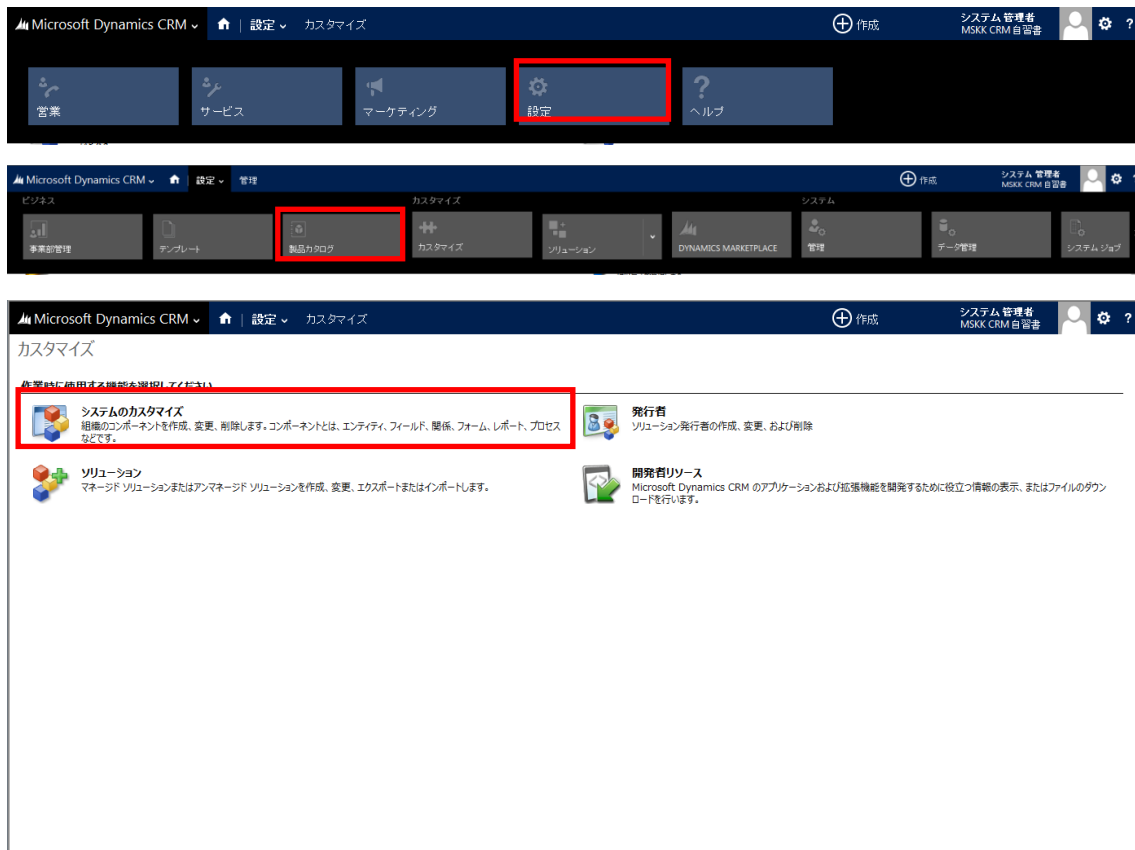 Microsoft Dynamics CRM 設定 カスタマイズ 作成 システム 管理者
MSKK CRM 自習書 ?
営業 サービス マーケティング 設定 ヘルプ
Microsoft Dynamics CRM 設定 管理 作成 システム 管理者
MSKK CRM 自習書
ビジネス カスタマイズ システム
事業部管理 テンプレート 製品カタログ カスタマイズ ソリューション DYNAMICS MARKETPLACE 管理 データ管理 システム ジョブ
Microsoft Dynamics CRM 設定 カスタマイズ 作成 システム 管理者
MSKK CRM 自習書 ?
カスタマイズ
作業時に使用する機能を選択してください
システムのカスタマイズ
組織のコンポーネントを作成、変更、削除します。コンポーネントとは、エンティティ、フィールド、関係、フォーム、レポート、プロセス
などです。
発行者
ソリューション発行者の作成、変更、および削除
ソリューション
マネージド ソリューションまたはアンマネージド ソリューションを作成、変更、エクスポートまたはインポートします。
開発者リソース
Microsoft Dynamics CRM のアプリケーションおよび拡張機能を開発するために役立つ情報の表示、またはファイルのダウン
ロードを行います。